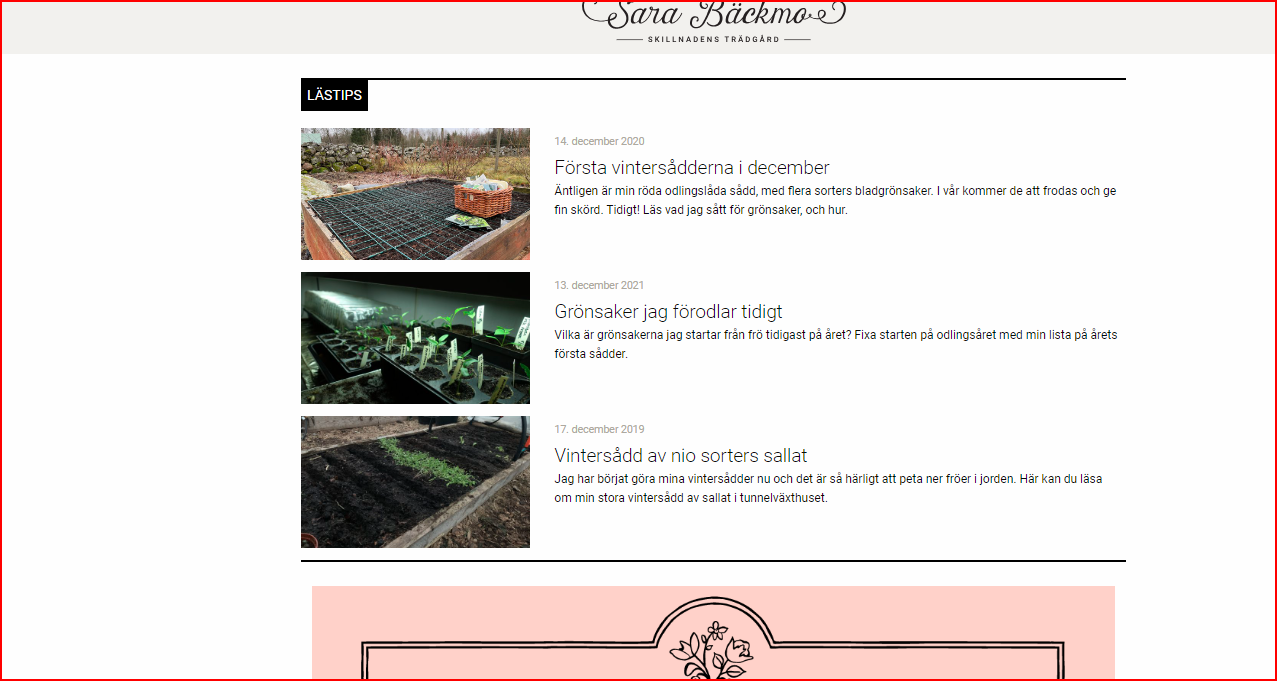 Sara Bäckmo
SKILLNADENS TRÄDGÅRD
LÄSTIPS
14. december 2020
Första vintersådderna i december
Äntligen är min röda odlingslåda sådd, med flera sorters bladgrönsaker. I vår kommer de att frodas och ge
fin skörd. Tidigt! Läs vad jag sått för grönsaker, och hur.
13. december 2021
Grönsaker jag förodlar tidigt
Vilka är grönsakerna jag startar från frö tidigast på året? Fixa starten på odlingsåret med min lista på årets
första sådder.
17. december 2019
Vintersådd av nio sorters sallat
Jag har börjat göra mina vintersådder nu och det är så härligt att peta ner fröer i jorden. Här kan du läsa
om min stora vintersådd av sallat i tunnelväxthuset.